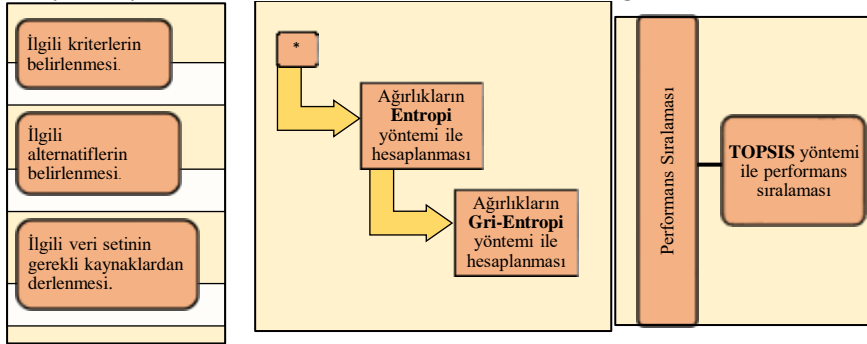 İlgili kriterlerin
belirlenmesi.
İlgili
alternatiflerin
belirlenmesi.
İlgili veri setinin
gerekli kaynaklardan
derlenmesi.
*
Ağırlıkların
Entropi
yöntemi ile
hesaplanması
Ağırlıkların
Gri-Entropi
yöntemi ile
hesaplanması
Performans Sıralaması
TOPSIS yöntemi
ile performans
sıralaması